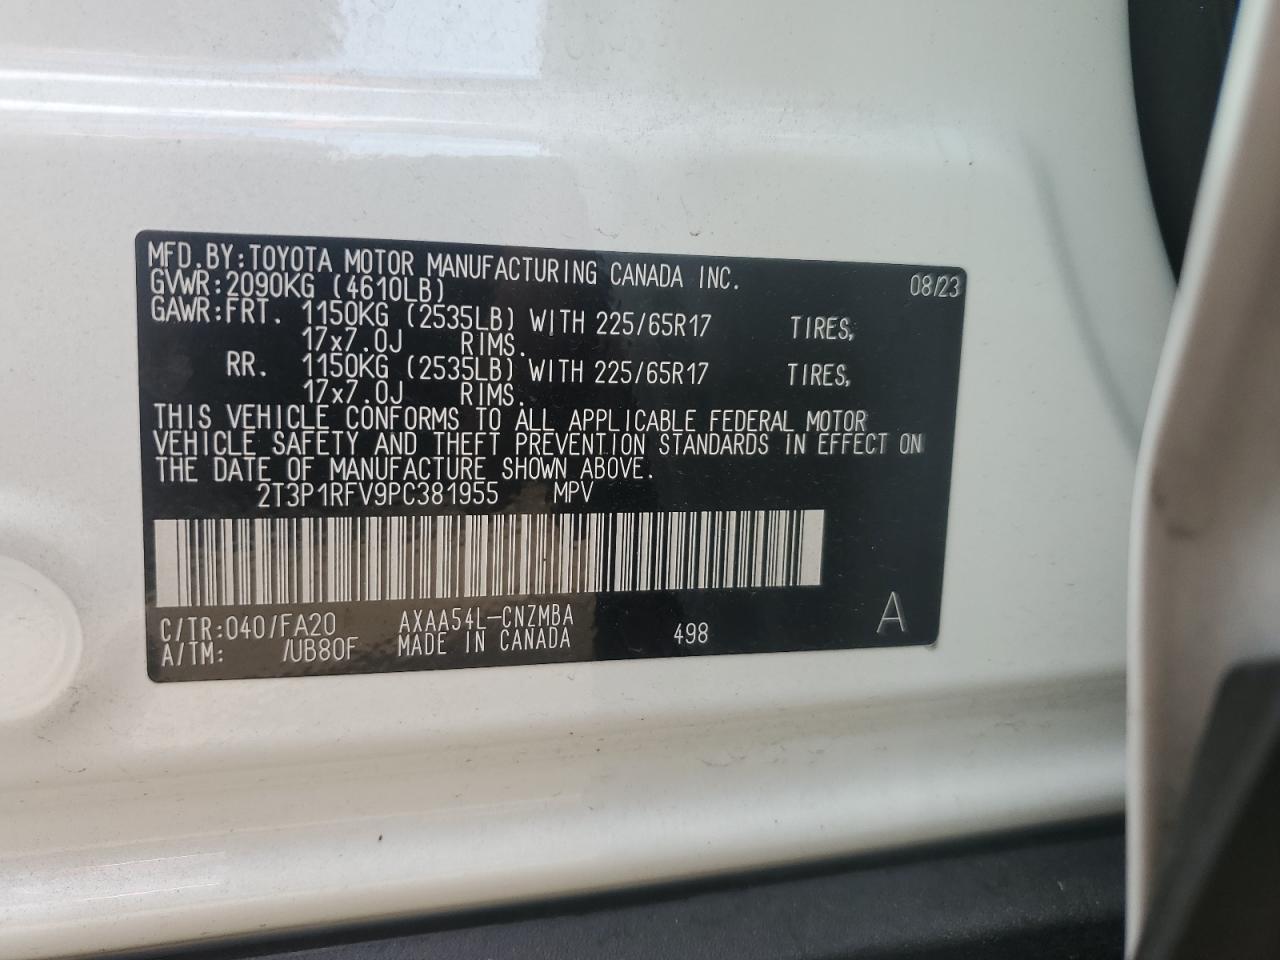 MFD.BY:TOYOTA MOTOR MANUFACTURING CANADA INC.
GVWR:2090KG (4610LB) 08/23
GAWR:FRT. 1150KG (2535LB) WITH 225/65R17 TIRES,
17x7.0J RIMS.
RR. 1150KG (2535LB) WITH 225/65R17 TIRES,
17x7.0J RIMS.
THIS VEHICLE CONFORMS TO ALL APPLICABLE FEDERAL MOTOR
VEHICLE SAFETY AND THEFT PREVENTION STANDARDS IN EFFECT ON
THE DATE OF MANUFACTURE SHOWN ABOVE.
2T3P1RFV9PC381955 MPV
C/TR:040/FA20 AXAA54L-CNZMBA
A/TM: /UB80F MADE IN CANADA 498 A